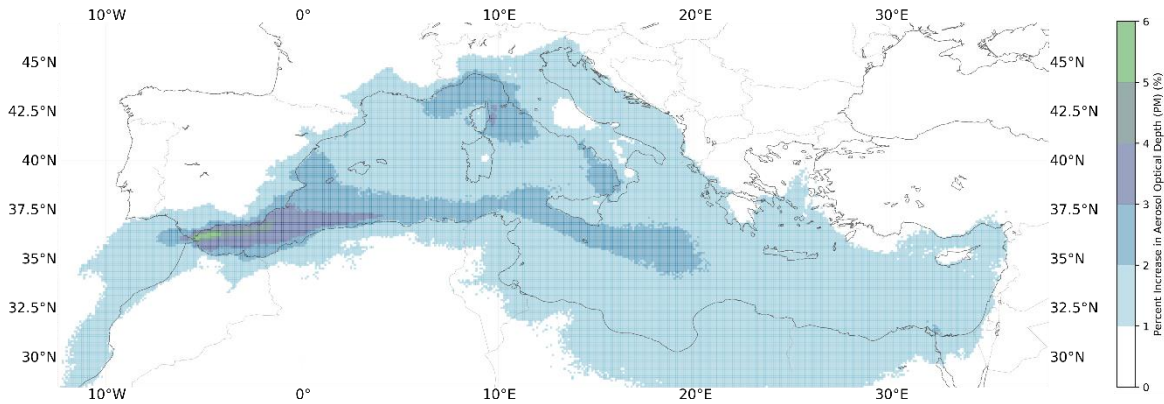 10°W 0° 10°E 20°E 30°E
45°N 45°N
42.5°N 42.5°N
40°N 40°N
37.5°N 37.5°N
35°N 35°N
32.5°N 32.5°N
30°N 30°N
10°W 0° 10°E 20°E 30°E
6
5
4
3
2
1
0
Percent Increase in Aerosol Optical Depth (PM) (%)